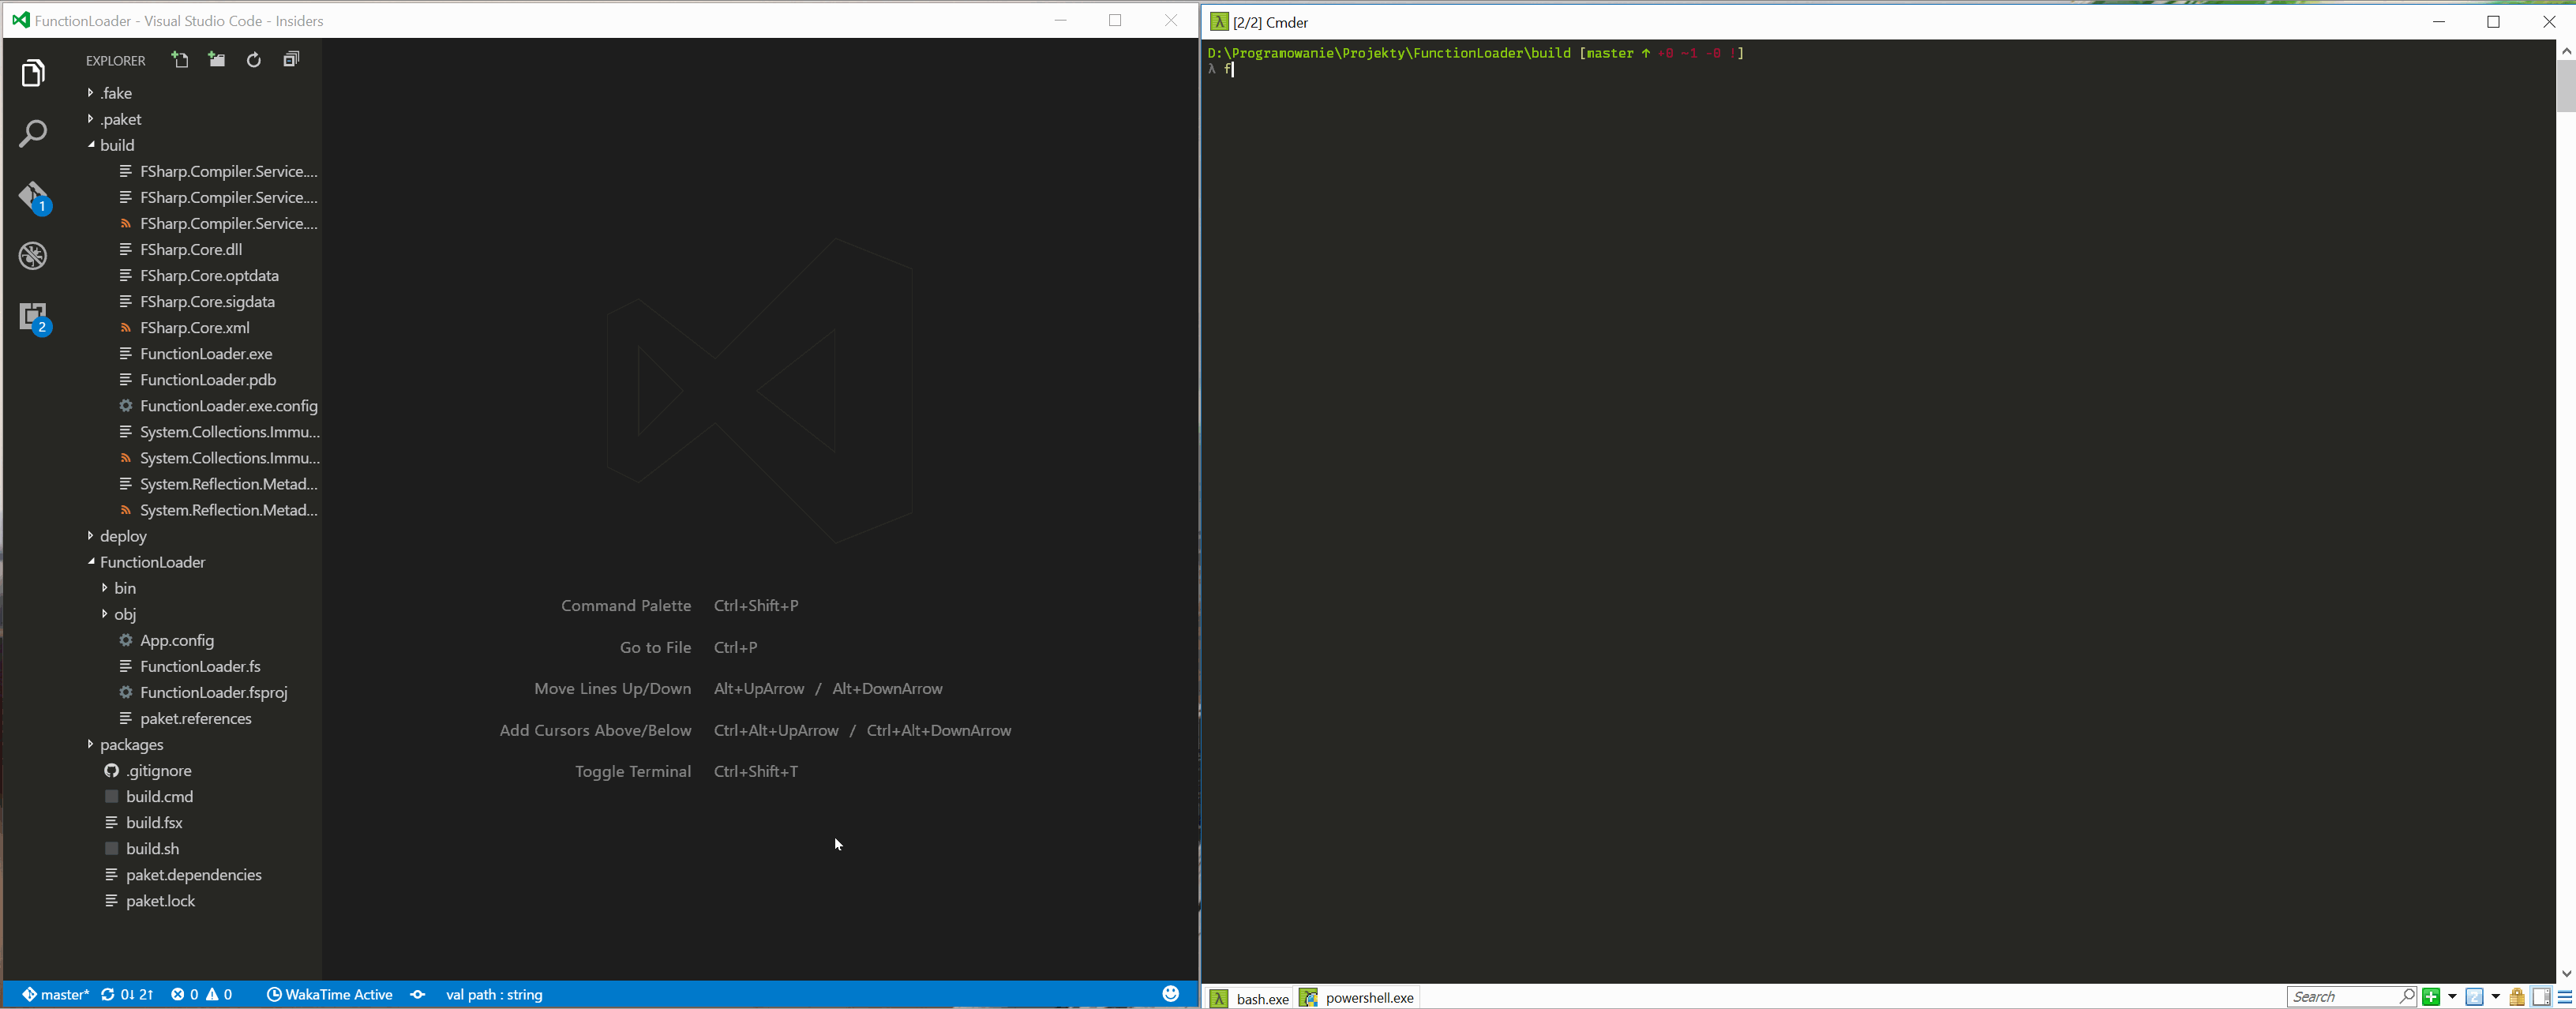 FunctionLoader - Visual Studio Code - Insiders
EXPLORER
.fake
.paket
build
FSharp.Compiler.Service....
FSharp.Compiler.Service....
FSharp.Compiler.Service....
FSharp.Core.dll
FSharp.Core.optdata
FSharp.Core.sigdata
FSharp.Core.xml
FunctionLoader.exe
FunctionLoader.pdb
FunctionLoader.exe.config
System.Collections.Immu...
System.Collections.Immu...
System.Reflection.Metad...
System.Reflection.Metad...
deploy
FunctionLoader
bin
obj
App.config
FunctionLoader.fs
FunctionLoader.fsproj
paket.references
packages
.gitignore
build.cmd
build.fsx
build.sh
paket.dependencies
paket.lock
1
2
Command Palette Ctrl+Shift+P
Go to File Ctrl+P
Move Lines Up/Down Alt+UpArrow / Alt+DownArrow
Add Cursors Above/Below Ctrl+Alt+UpArrow / Ctrl+Alt+DownArrow
Toggle Terminal Ctrl+Shift+T
master* 0↓ 2↑ 0 0 WakaTime Active val path : string
λ [2/2] Cmder
D:\Programowanie\Projekty\FunctionLoader\build [master ↑ +0 ~1 -0 !]
λ f
λ bash.exe powershell.exe Search